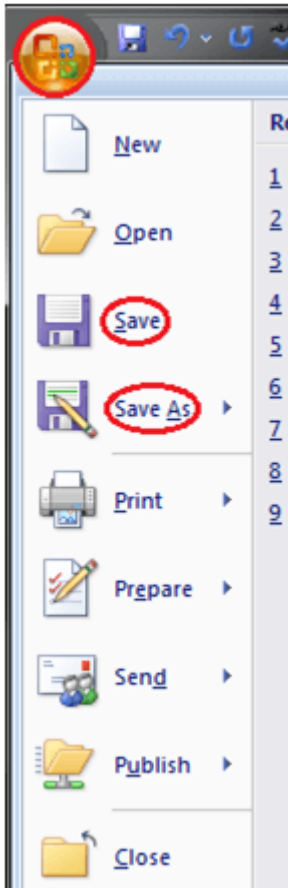 New
1
Open
2
3
Save
4
5
Save As
6
7
8
Print
9
Prepare
Send
Publish
Close